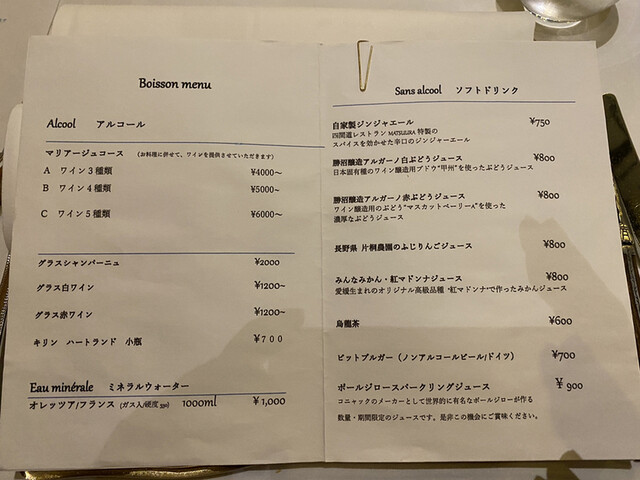 Boisson menu
Alcool アルコール
マリアージュコース (お料理に併せて、ワインを提供させていただきます)
A ワイン3種類 ¥4000~
B ワイン4種類 ¥5000~
C ワイン5種類 ¥6000~
グラスシャンパーニュ ¥2000
グラス白ワイン ¥1200~
グラス赤ワイン ¥1200~
キリン ハートランド 小瓶 ¥700
Eau minérale ミネラルウォーター
オレッツァ/フランス (ガス入/硬度) 1000ml ¥1,000
Sans alcool ソフトドリンク
自家製ジンジャエール ¥750
四間道レストラン MATSUURA 特製の
スパイスを効かせた辛口のジンジャーエール
勝沼醸造アルガーノ白ぶどうジュース ¥800
日本固有種のワイン醸造用ブドウ"甲州"を使ったぶどうジュース
勝沼醸造アルガーノ赤ぶどうジュース ¥800
ワイン醸造用のぶどう"マスカットベーリーA"を使った
濃厚なぶどうジュース
長野県 片桐農園のふじりんごジュース ¥800
みんなみかん・紅マドンナジュース ¥800
愛媛生まれのオリジナル高級品種 "紅マドンナ"で作ったみかんジュース
烏龍茶 ¥600
ビットブルガー（ノンアルコールビール/ドイツ） ¥700
ポールジロースパークリングジュース ¥900
コニャックのメーカーとして世界的に有名なポールジローが作る
数量・期間限定のジュースです。是非この機会にご賞味ください。